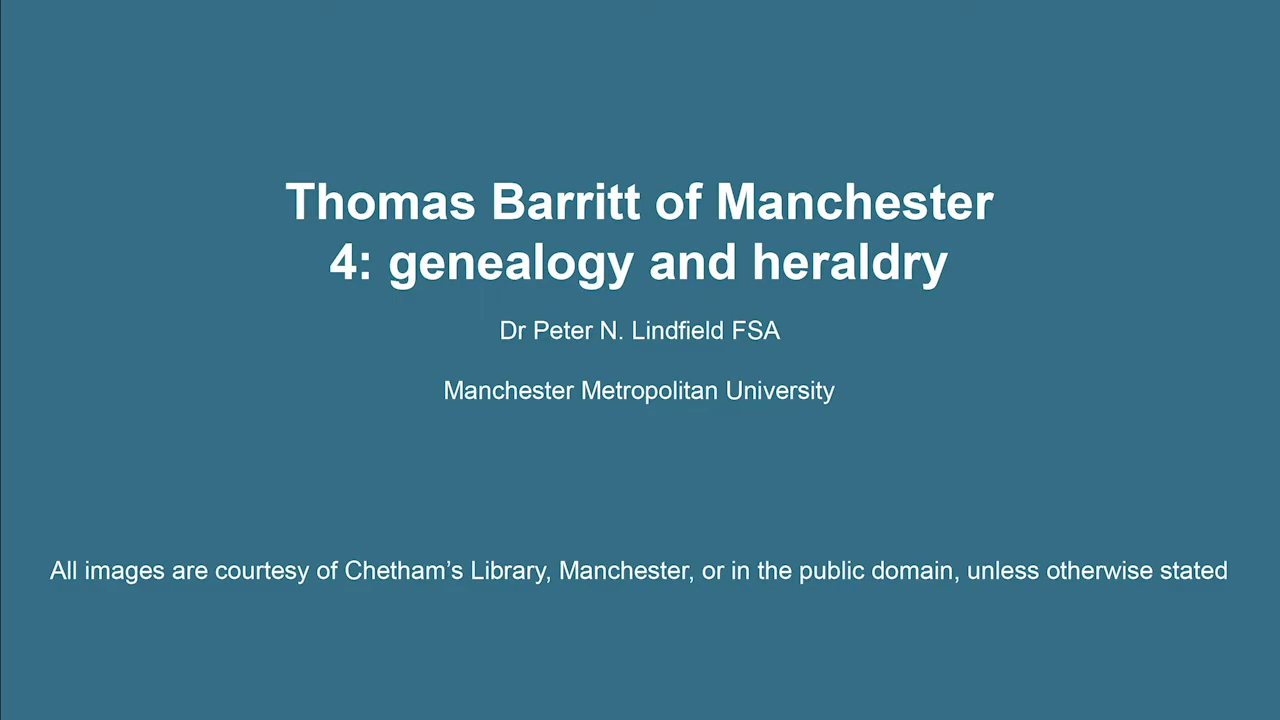 Thomas Barritt of Manchester
4: genealogy and heraldry
Dr Peter N. Lindfield FSA
Manchester Metropolitan University
All images are courtesy of Chetham’s Library, Manchester, or in the public domain, unless otherwise stated